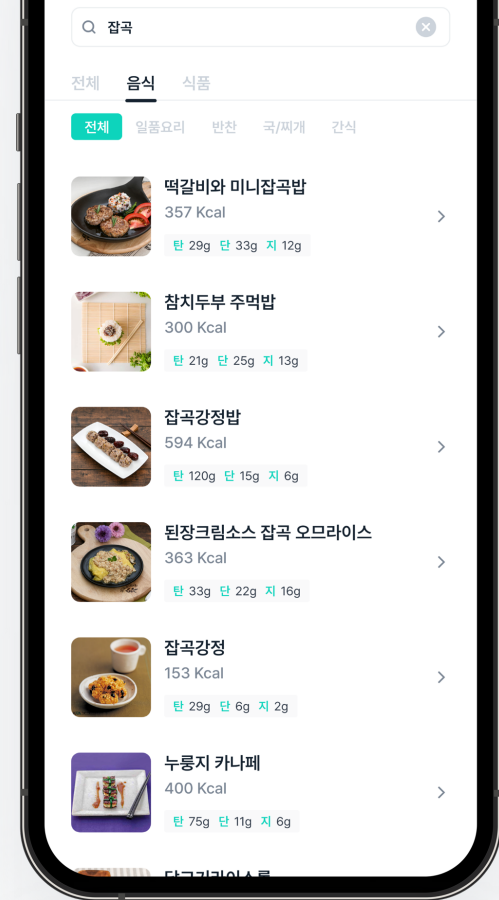 잡곡
전체 음식 식품
전체 일품요리 반찬 국/찌개 간식
떡갈비와 미니잡곡밥
357 Kcal
탄 29g 단 33g 지 12g
참치두부 주먹밥
300 Kcal
탄 21g 단 25g 지 13g
잡곡강정밥
594 Kcal
탄 120g 단 15g 지 6g
된장크림소스 잡곡 오므라이스
363 Kcal
탄 33g 단 22g 지 16g
잡곡강정
153 Kcal
탄 29g 단 6g 지 2g
누룽지 카나페
400 Kcal
탄 75g 단 11g 지 6g